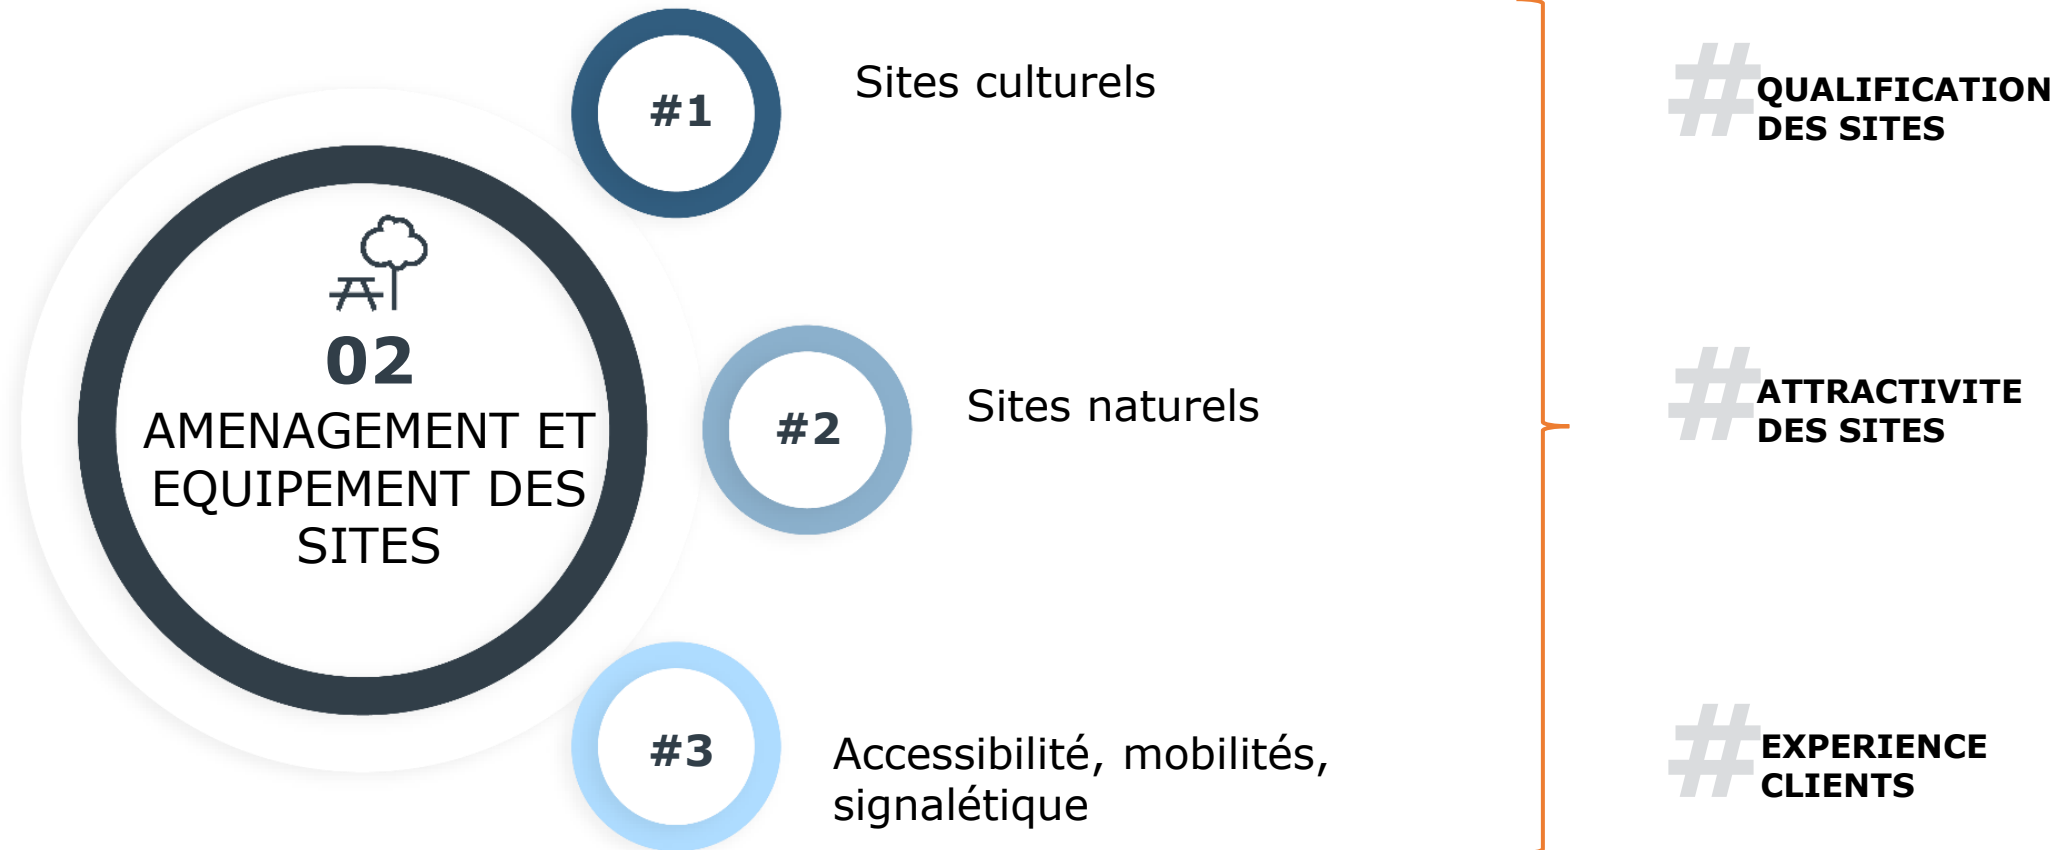 02
AMENAGEMENT ET
EQUIPEMENT DES
SITES
#1
Sites culturels
#2
Sites naturels
#3
Accessibilité, mobilités,
signalétique
#
QUALIFICATION
DES SITES
#
ATTRACTIVITE
DES SITES
#
EXPERIENCE
CLIENTS